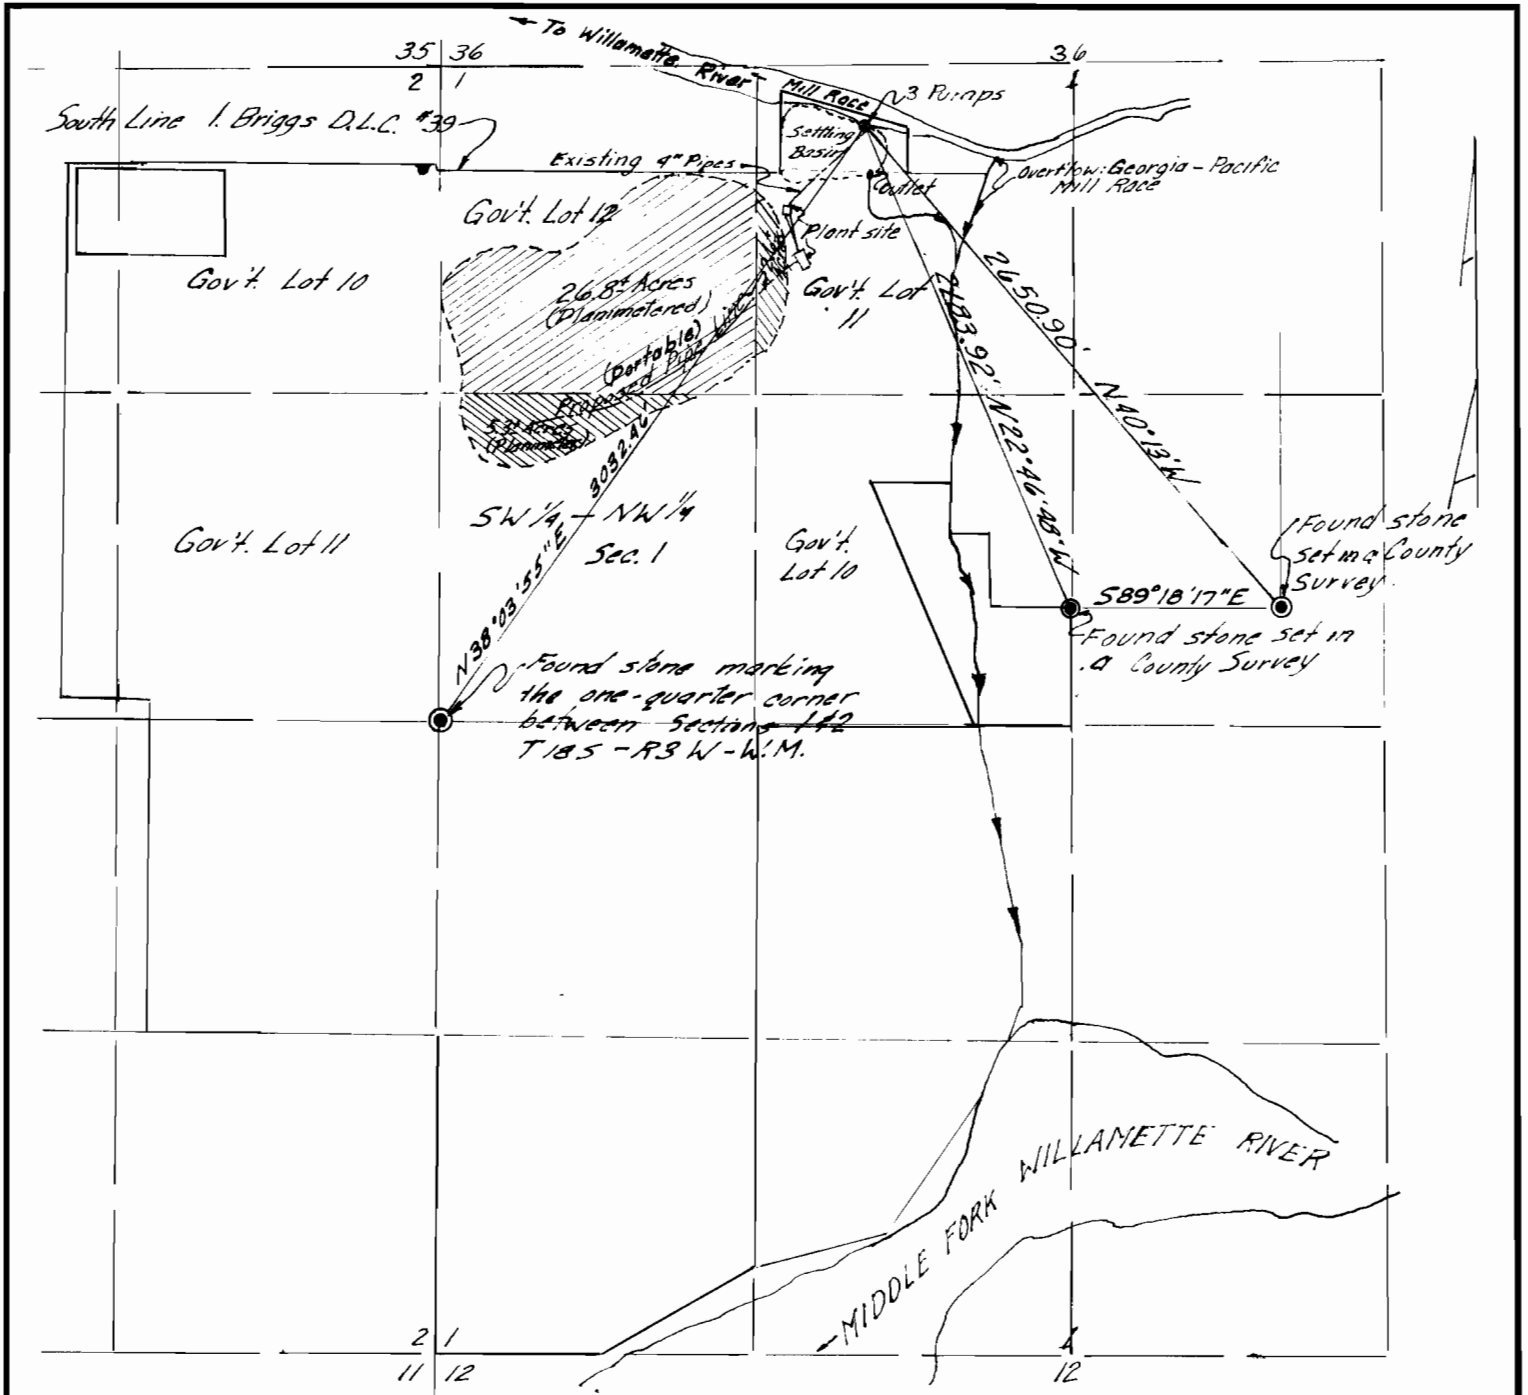 ← To Willamette River
35 36
2 1
36
1
Mill Race
3 Pumps
South Line I. Briggs D.L.C. #39
Settling
Basin
Existing 4" Pipes
Outlet
Overflow: Georgia-Pacific
Mill Race
Gov't. Lot 12
Plant site
Gov't. Lot 10
26.8± Acres
(Planimetered)
Gov't. Lot
11
2650.90'
2183.92'
(portable)
Proposed Pipe Line
N40°13'W
N22°46'48"W
Acres
3032.46'
SW 1/4 - NW 1/4
Sec. 1
Gov't. Lot 11
Gov't.
Lot 10
Found stone
set in a County
Survey.
N38°03'55"E
S89°18'17"E
Found stone set in
a County Survey
Found stone marking
the one-quarter corner
between Sections 1&2
T18S-R3W-W.M.
MIDDLE FORK WILLAMETTE RIVER
2 1
11 12
1
12